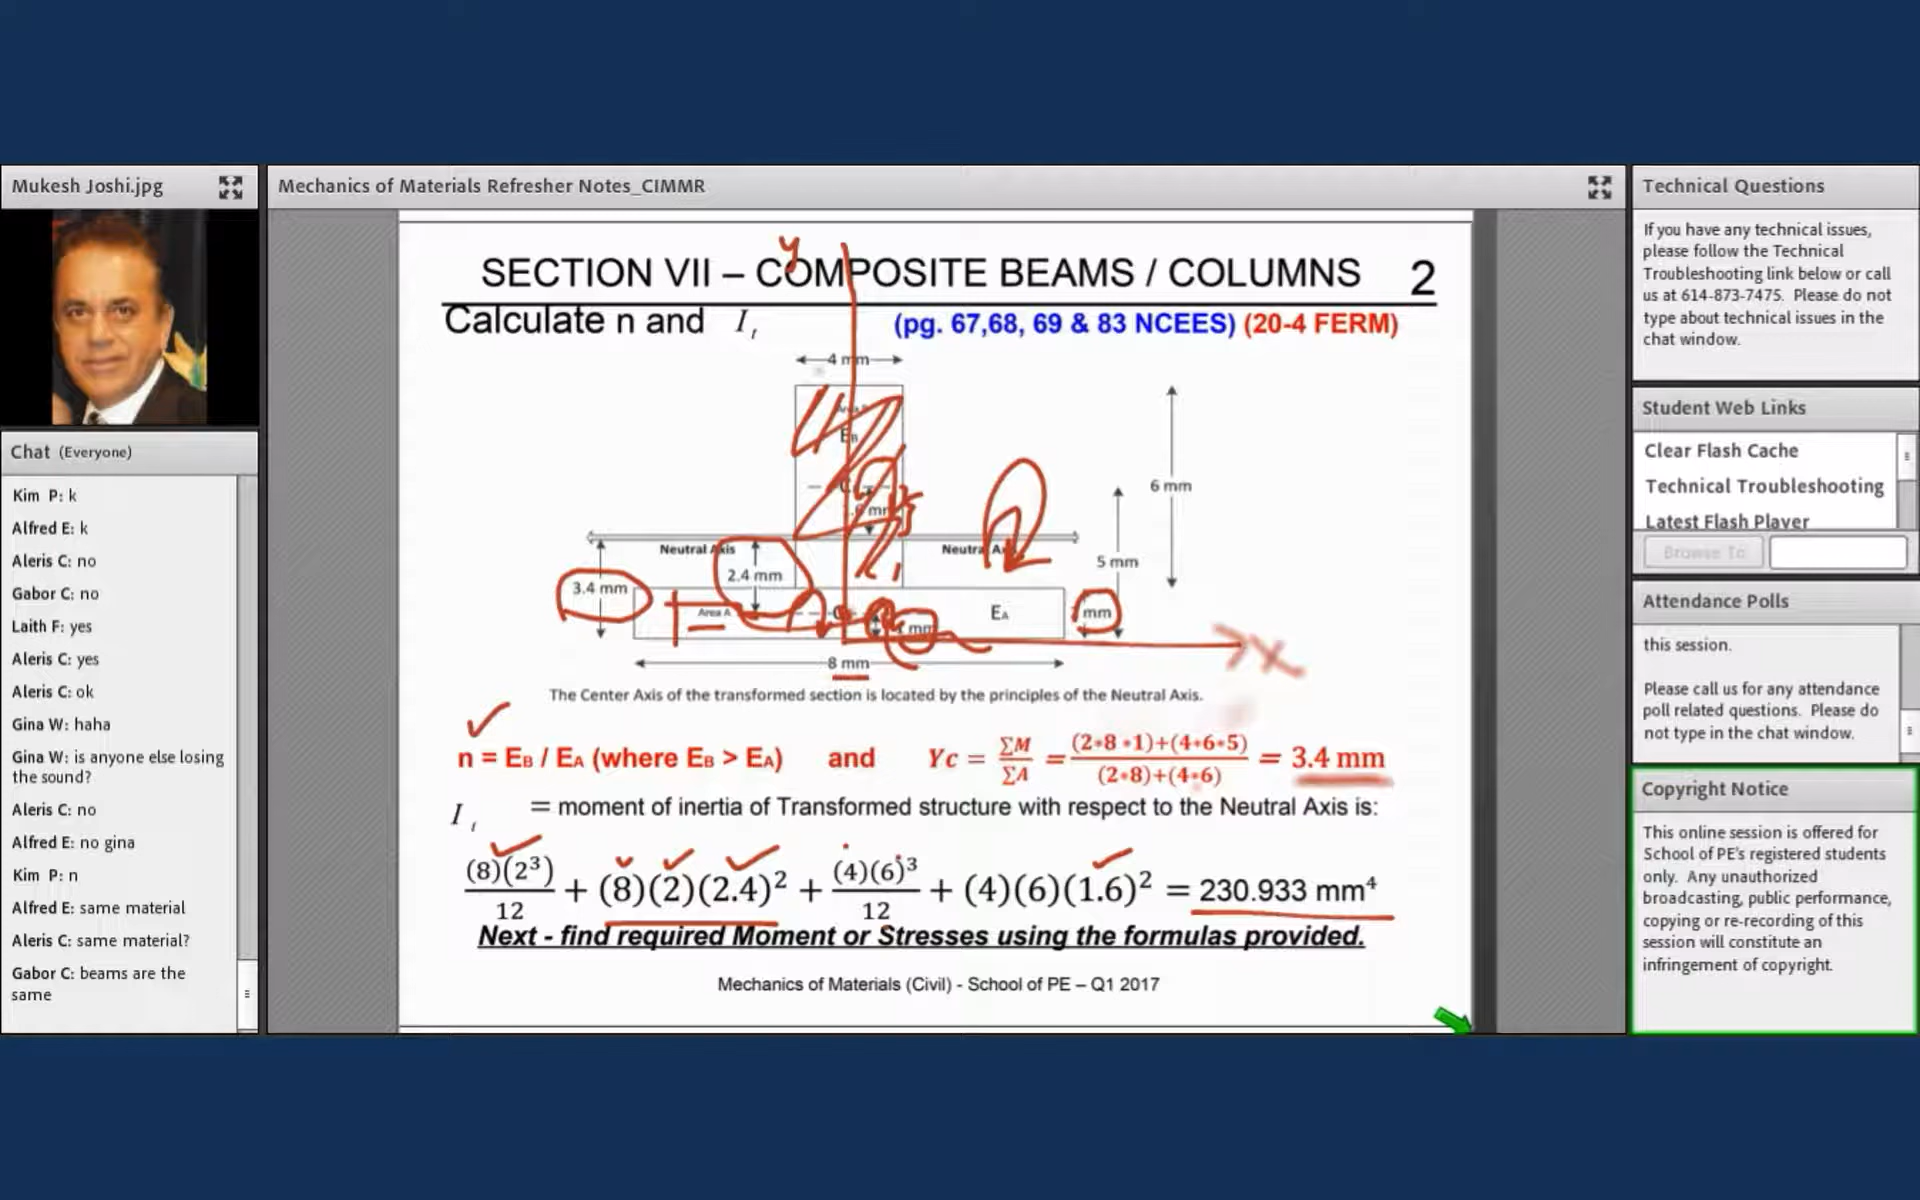 Mukesh Joshi.jpg
Chat (Everyone)
Kim P: k
Alfred E: k
Aleris C: no
Gabor C: no
Laith F: yes
Aleris C: yes
Aleris C: ok
Gina W: haha
Gina W: is anyone else losing
the sound?
Aleris C: no
Alfred E: no gina
Kim P: n
Alfred E: same material
Aleris C: same material?
Gabor C: beams are the
same
Mechanics of Materials Refresher Notes_CIMMR
y
SECTION VII – COMPOSITE BEAMS / COLUMNS 2
Calculate n and I t (pg. 67,68, 69 & 83 NCEES) (20-4 FERM)
4 mm
EB
6 mm
Neutral Axis
2.4 mm
5 mm
3.4 mm
Area A
EA
mm
8 mm
x
The Center Axis of the transformed section is located by the principles of the Neutral Axis.
n = EB / EA (where EB > EA) and Yc = ΣM/ΣA = (2*8 *1)+(4*6*5)/(2*8)+(4*6) = 3.4 mm
I t = moment of inertia of Transformed structure with respect to the Neutral Axis is:
(8)(2³)/12 + (8)(2)(2.4)² + (4)(6)³/12 + (4)(6)(1.6)² = 230.933 mm⁴
Next - find required Moment or Stresses using the formulas provided.
Mechanics of Materials (Civil) - School of PE – Q1 2017
Technical Questions
If you have any technical issues,
please follow the Technical
Troubleshooting link below or call
us at 614-873-7475. Please do not
type about technical issues in the
chat window.
Student Web Links
Clear Flash Cache
Technical Troubleshooting
Latest Flash Player
Browse To
Attendance Polls
this session.
Please call us for any attendance
poll related questions. Please do
not type in the chat window.
Copyright Notice
This online session is offered for
School of PE's registered students
only. Any unauthorized
broadcasting, public performance,
copying or re-recording of this
session will constitute an
infringement of copyright.